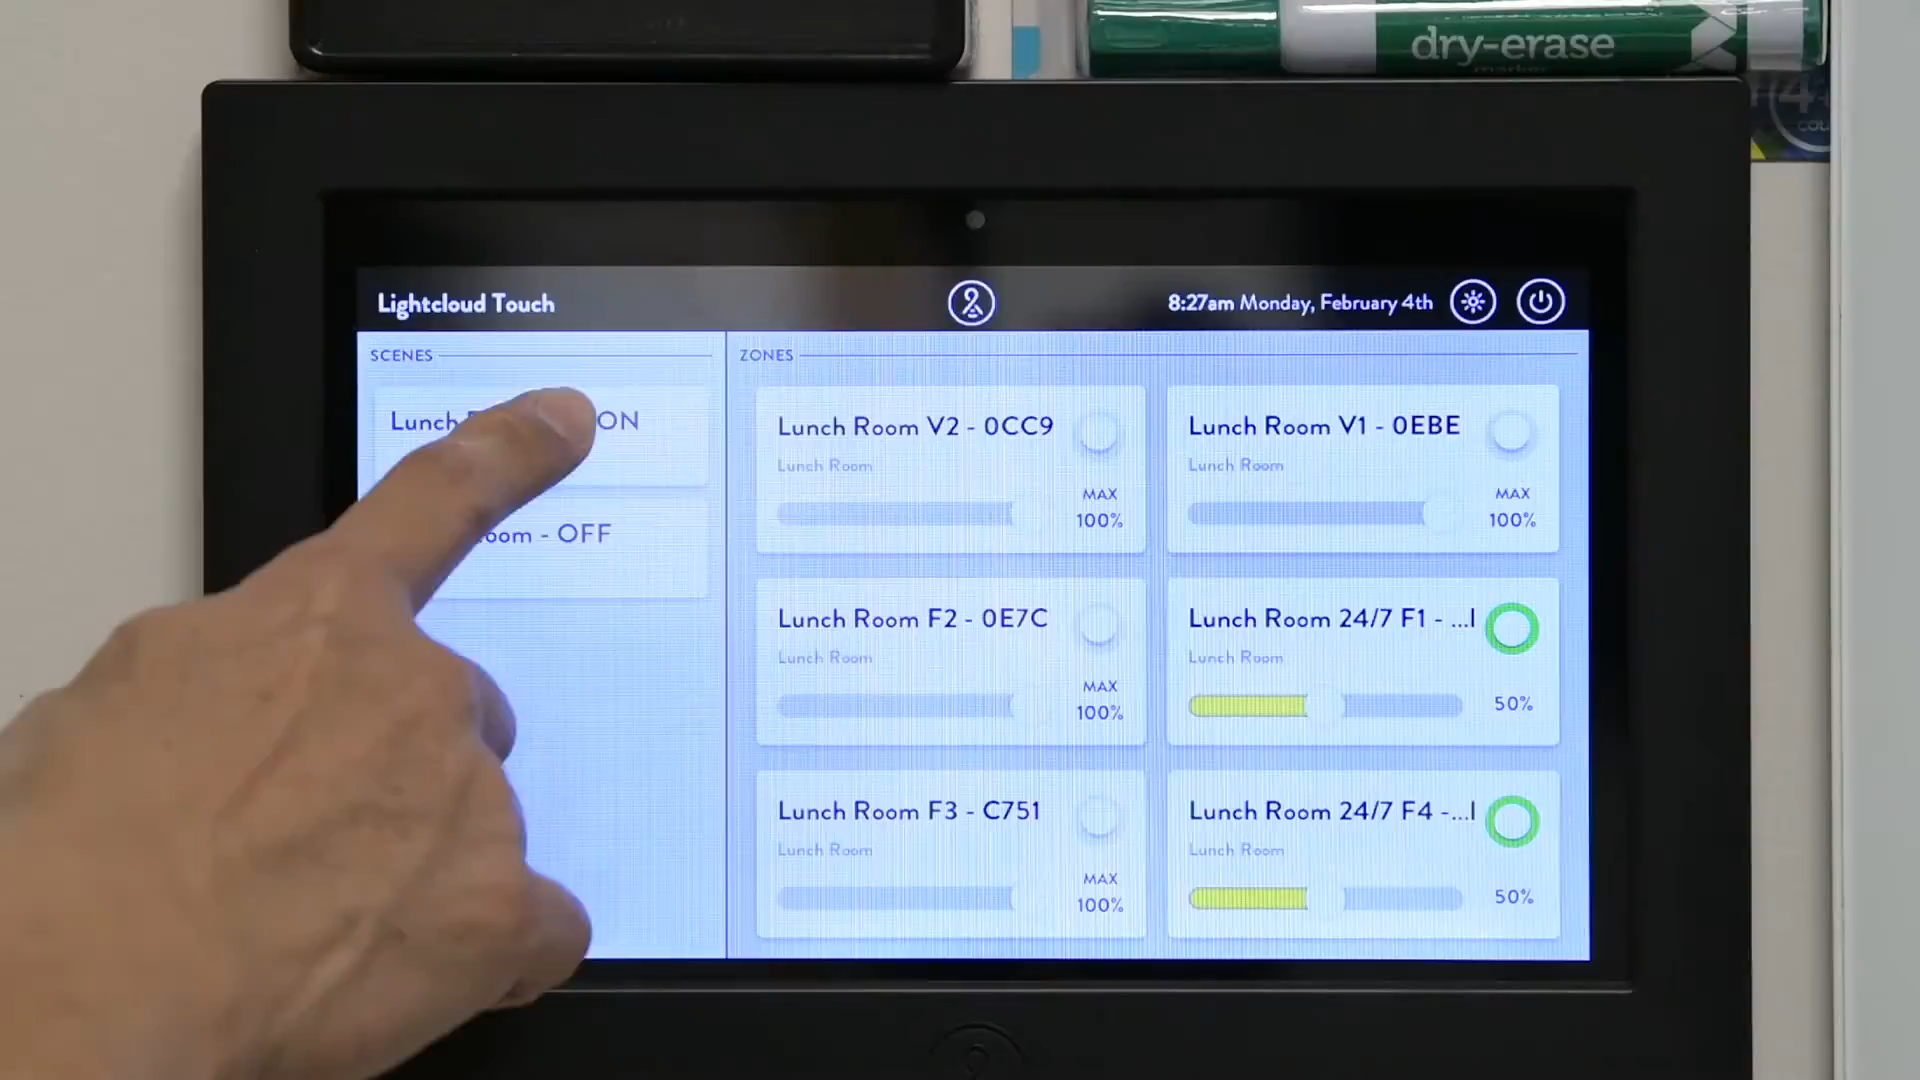 dry-erase
marker
Lightcloud Touch
8:27am Monday, February 4th
SCENES
Lunch ON
oom - OFF
ZONES
Lunch Room V2 - 0CC9
Lunch Room
MAX
100%
Lunch Room V1 - 0EBE
Lunch Room
MAX
100%
Lunch Room F2 - 0E7C
Lunch Room
MAX
100%
Lunch Room 24/7 F1 - ...l
Lunch Room
50%
Lunch Room F3 - C751
Lunch Room
MAX
100%
Lunch Room 24/7 F4 -...l
Lunch Room
50%